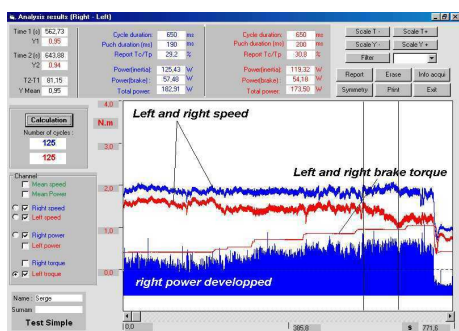 Analysis results (Right - Left)
Time 1 (s) 562,73
Y1 0,95
Time 2 (s) 643,88
Y2 0,94
T2-T1 81,15
Y Mean 0,95
Cycle duration: 650 ms
Puch duration (ms) 190 ms
Report Tc/Tp 29,2 %
Power(inertia): 125,43 W
Power(brake) : 57,48 W
Total power: 182,91 W
Cycle duration: 650 ms
Puch duration (ms) 200 ms
Report Tc/Tp 30,8 %
Power(inertia): 119,32 W
Power(brake) : 54,18 W
Total power: 173,50 W
Scale T- Scale T+
Scale Y - Scale Y +
Filter
Report Erase Info acqui
Symmetry Print Exit
Calculation
Number of cycles :
125
125
Channel
Mean speed
Mean Power
Right speed
Left speed
Right power
Left power
Right torque
Left torque
Name : Serge
Surnam
Test Simple
4,0
N.m
3,0
2,0
1,0
0,0
Left and right speed
Left and right brake torque
right power developped
0,0 385,8 s 771,6